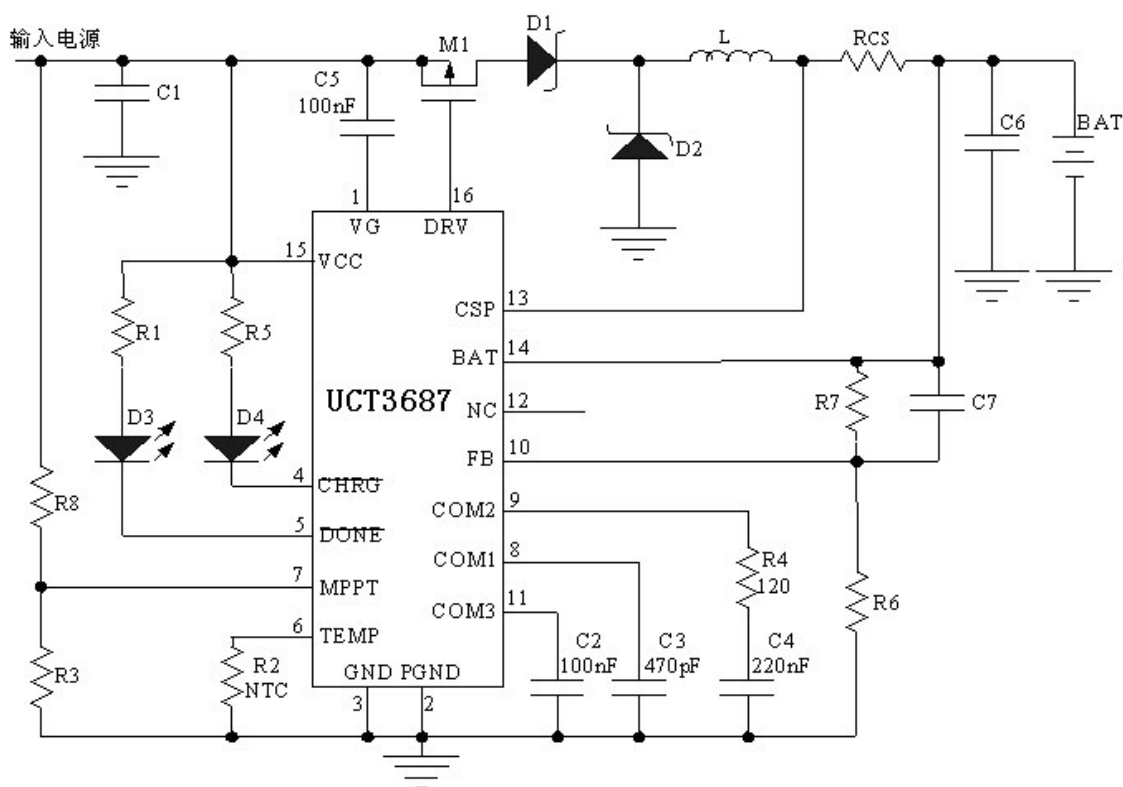 输入电源
D1
M1
L
RCS
C1
C5
100nF
D2
C6
BAT
1
16
VG
DRV
15
VCC
R1
R5
CSP
13
BAT
14
UCT3687
R7
C7
NC
12
D3
D4
FB
10
4
CHRG
R8
COM2
9
5
DONE
COM1
8
R4
120
7
MPPT
COM3
11
R6
6
TEMP
R3
R2
NTC
GND
PGND
C2
100nF
C3
470pF
C4
220nF
3
2